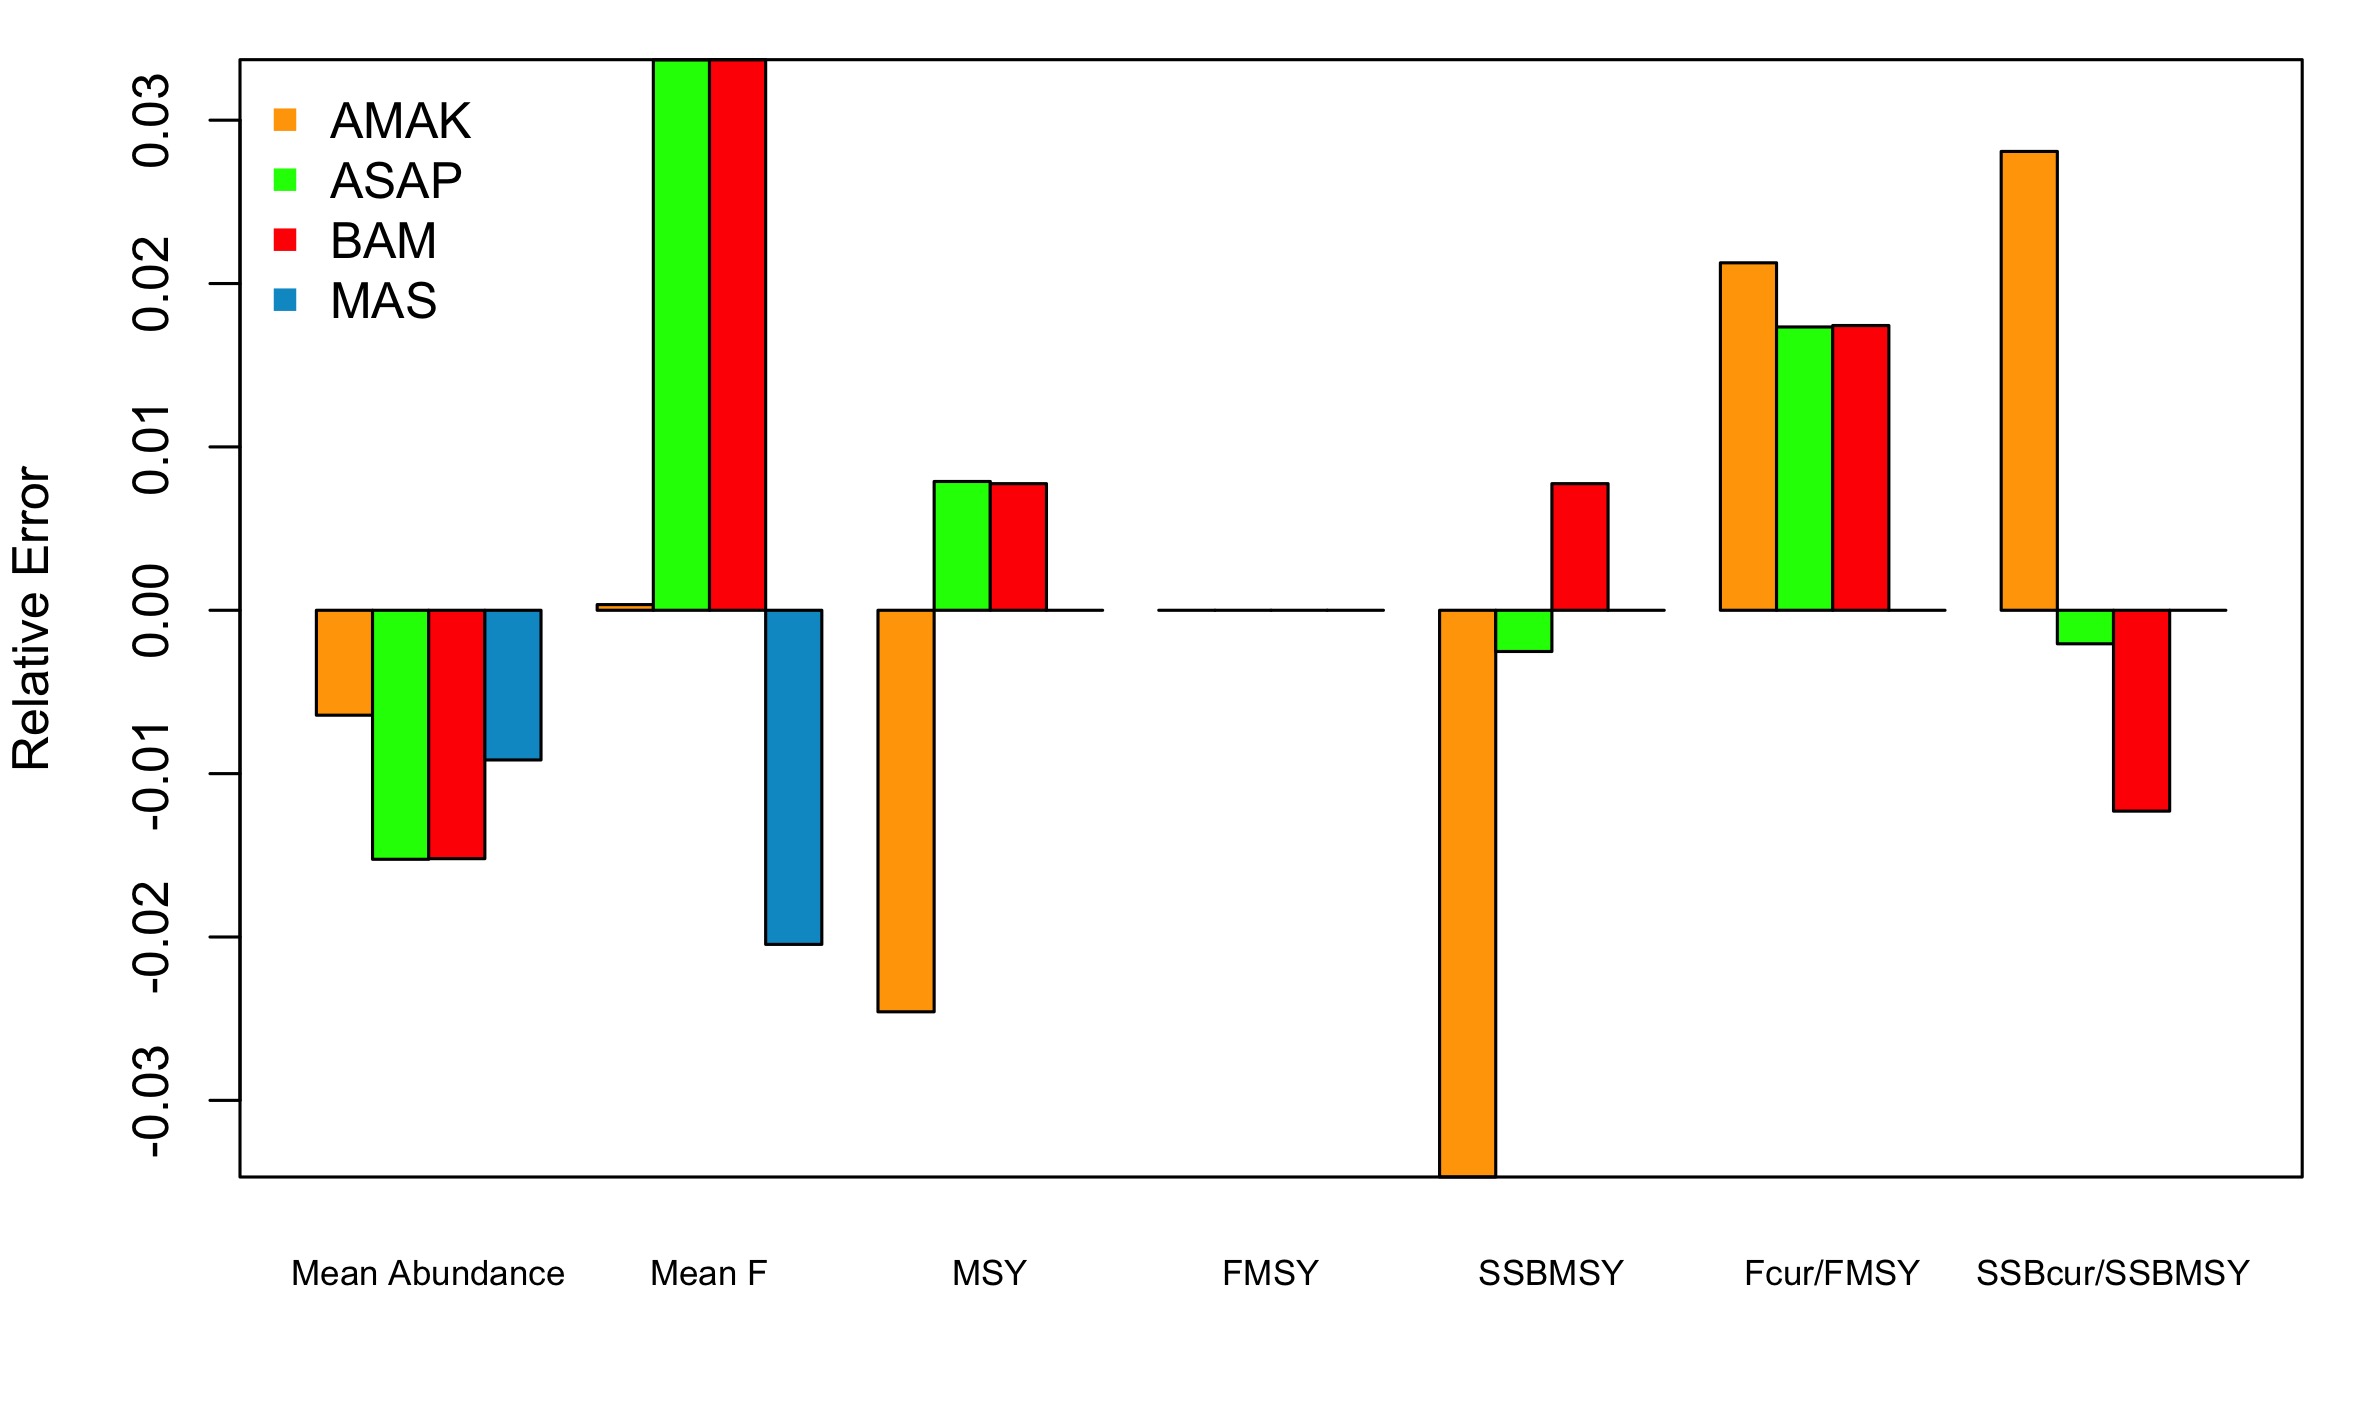 Relative Error
0.03
0.02
0.01
0.00
-0.01
-0.02
-0.03
AMAK
ASAP
BAM
MAS
Mean Abundance
Mean F
MSY
FMSY
SSBMSY
Fcur/FMSY
SSBcur/SSBMSY